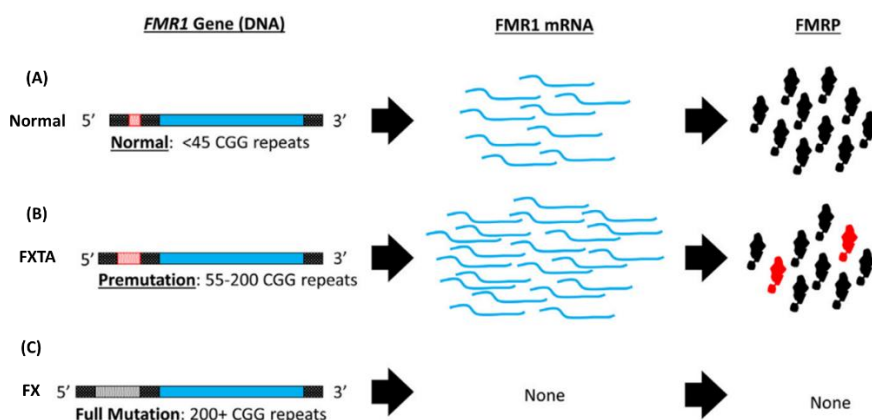 FMR1 Gene (DNA) FMR1 mRNA FMRP
(A)
Normal 5’ 3’
Normal: <45 CGG repeats
(B)
FXTA 5’ 3’
Premutation: 55-200 CGG repeats
(C)
FX 5’ 3’ None None
Full Mutation: 200+ CGG repeats